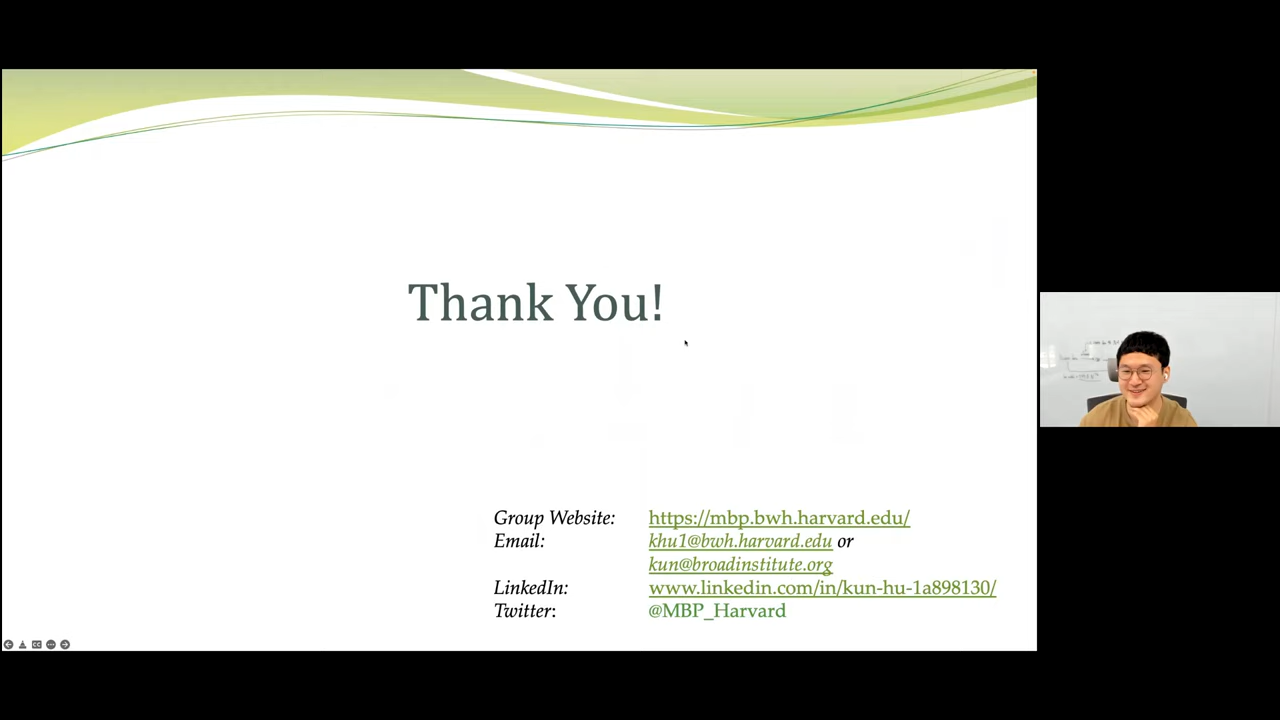 Thank You!
Group Website: https://mbp.bwh.harvard.edu/
Email: khu1@bwh.harvard.edu or
kun@broadinstitute.org
LinkedIn: www.linkedin.com/in/kun-hu-1a898130/
Twitter: @MBP_Harvard